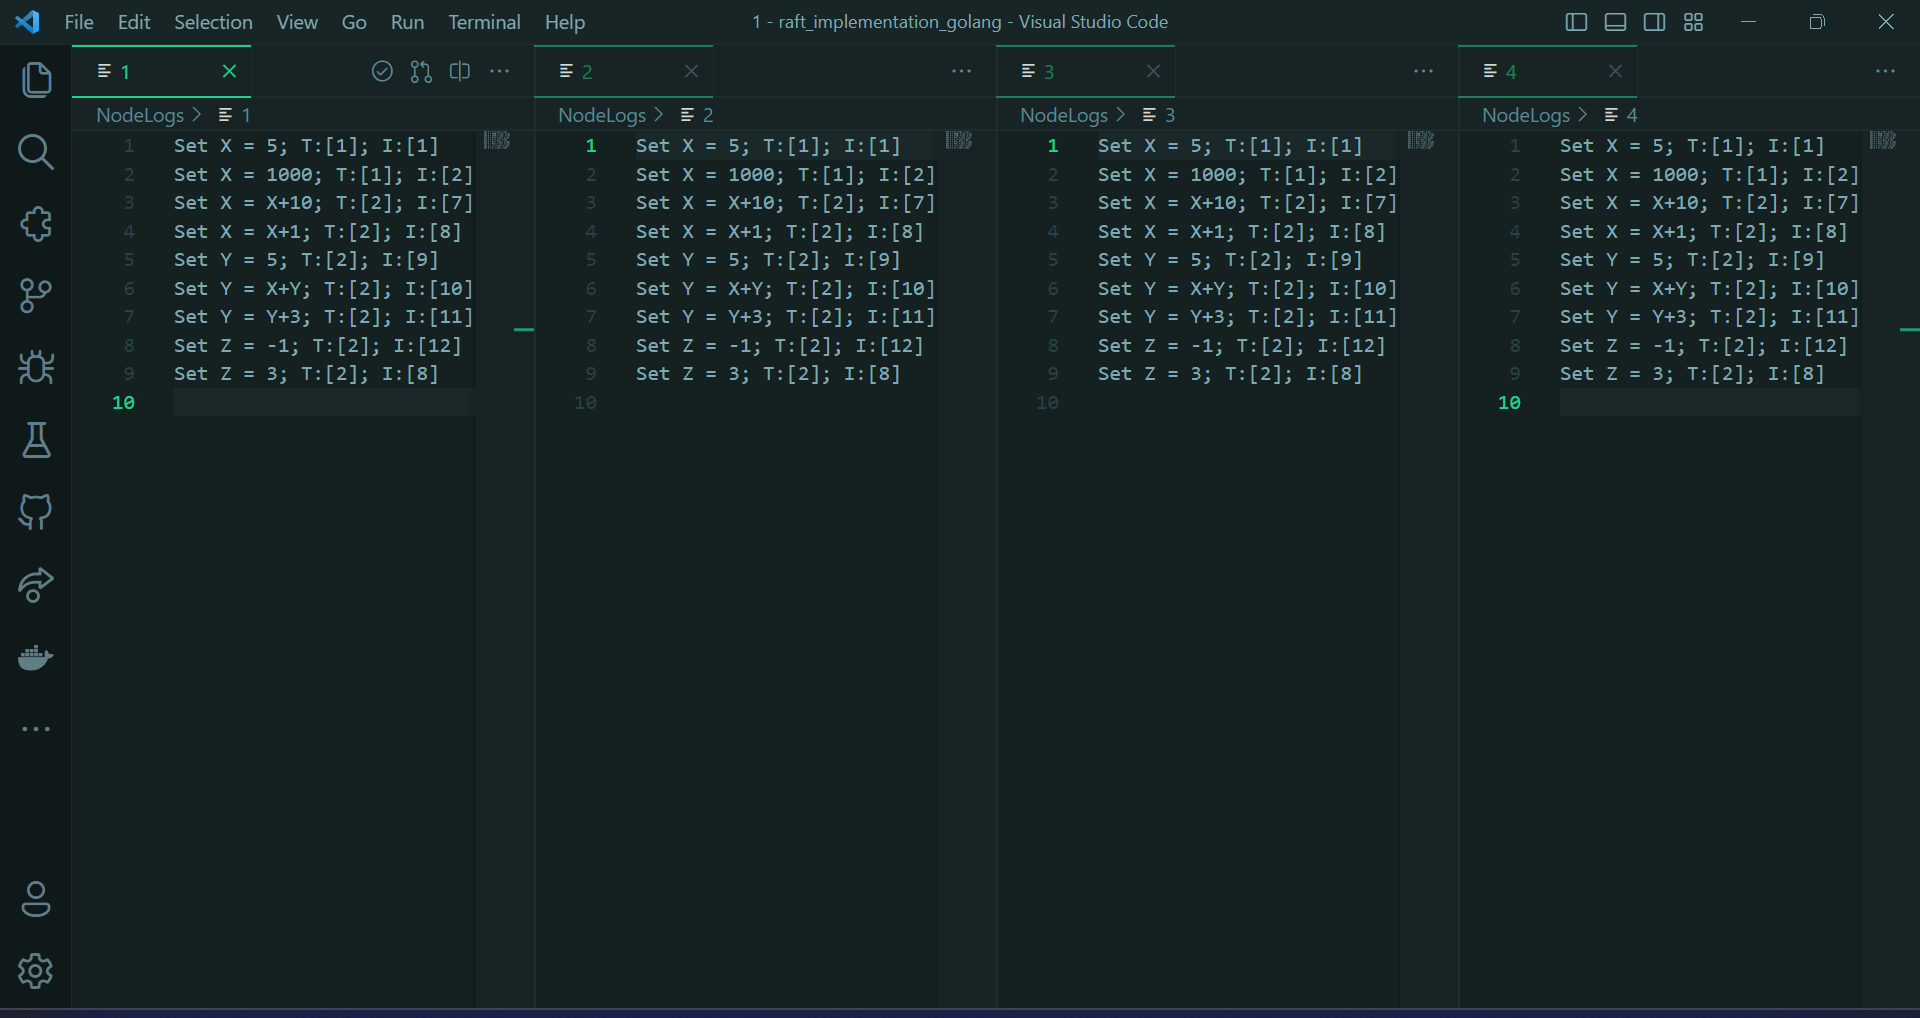 File Edit Selection View Go Run Terminal Help 1 - raft_implementation_golang - Visual Studio Code
1 2 3 4
NodeLogs > 1
1 Set X = 5; T:[1]; I:[1]
2 Set X = 1000; T:[1]; I:[2]
3 Set X = X+10; T:[2]; I:[7]
4 Set X = X+1; T:[2]; I:[8]
5 Set Y = 5; T:[2]; I:[9]
6 Set Y = X+Y; T:[2]; I:[10]
7 Set Y = Y+3; T:[2]; I:[11]
8 Set Z = -1; T:[2]; I:[12]
9 Set Z = 3; T:[2]; I:[8]
10
NodeLogs > 2
1 Set X = 5; T:[1]; I:[1]
2 Set X = 1000; T:[1]; I:[2]
3 Set X = X+10; T:[2]; I:[7]
4 Set X = X+1; T:[2]; I:[8]
5 Set Y = 5; T:[2]; I:[9]
6 Set Y = X+Y; T:[2]; I:[10]
7 Set Y = Y+3; T:[2]; I:[11]
8 Set Z = -1; T:[2]; I:[12]
9 Set Z = 3; T:[2]; I:[8]
10
NodeLogs > 3
1 Set X = 5; T:[1]; I:[1]
2 Set X = 1000; T:[1]; I:[2]
3 Set X = X+10; T:[2]; I:[7]
4 Set X = X+1; T:[2]; I:[8]
5 Set Y = 5; T:[2]; I:[9]
6 Set Y = X+Y; T:[2]; I:[10]
7 Set Y = Y+3; T:[2]; I:[11]
8 Set Z = -1; T:[2]; I:[12]
9 Set Z = 3; T:[2]; I:[8]
10
NodeLogs > 4
1 Set X = 5; T:[1]; I:[1]
2 Set X = 1000; T:[1]; I:[2]
3 Set X = X+10; T:[2]; I:[7]
4 Set X = X+1; T:[2]; I:[8]
5 Set Y = 5; T:[2]; I:[9]
6 Set Y = X+Y; T:[2]; I:[10]
7 Set Y = Y+3; T:[2]; I:[11]
8 Set Z = -1; T:[2]; I:[12]
9 Set Z = 3; T:[2]; I:[8]
10